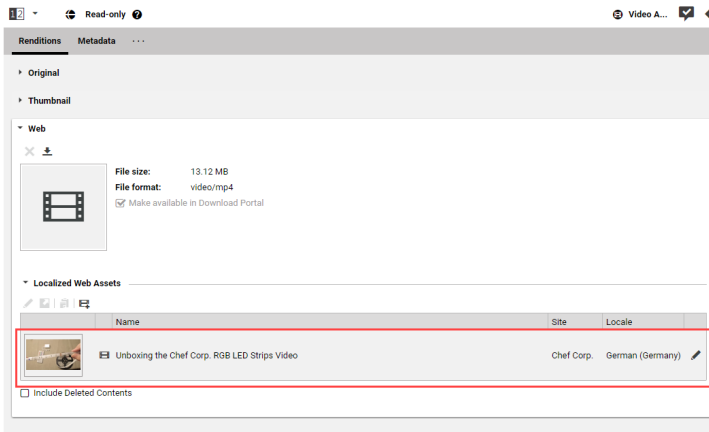 12 Read-only Video A...
Renditions Metadata ...
Original
Thumbnail
Web
File size: 13.12 MB
File format: video/mp4
Make available in Download Portal
Localized Web Assets
Name Site Locale
Unboxing the Chef Corp. RGB LED Strips Video Chef Corp. German (Germany)
Include Deleted Contents